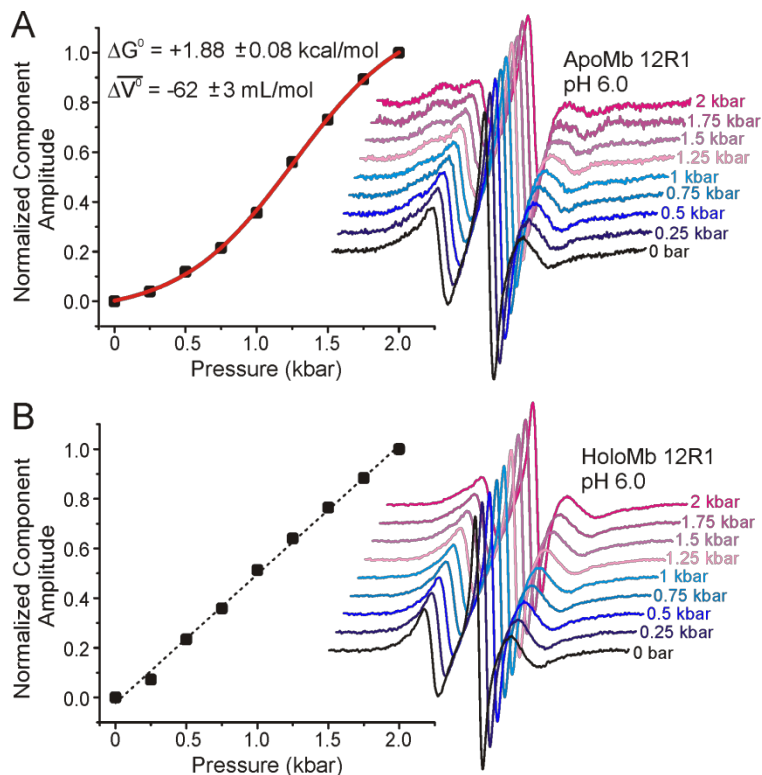 A
ΔG⁰ = +1.88 ±0.08 kcal/mol
ΔV̅⁰ = -62 ±3 mL/mol
ApoMb 12R1
pH 6.0
2 kbar
1.75 kbar
1.5 kbar
1.25 kbar
1 kbar
0.75 kbar
0.5 kbar
0.25 kbar
0 bar
Normalized Component
Amplitude
1.0
0.8
0.6
0.4
0.2
0.0
0 0.5 1.0 1.5 2.0
Pressure (kbar)
B
HoloMb 12R1
pH 6.0
2 kbar
1.75 kbar
1.5 kbar
1.25 kbar
1 kbar
0.75 kbar
0.5 kbar
0.25 kbar
0 bar
Normalized Component
Amplitude
1.0
0.8
0.6
0.4
0.2
0.0
0 0.5 1.0 1.5 2.0
Pressure (kbar)